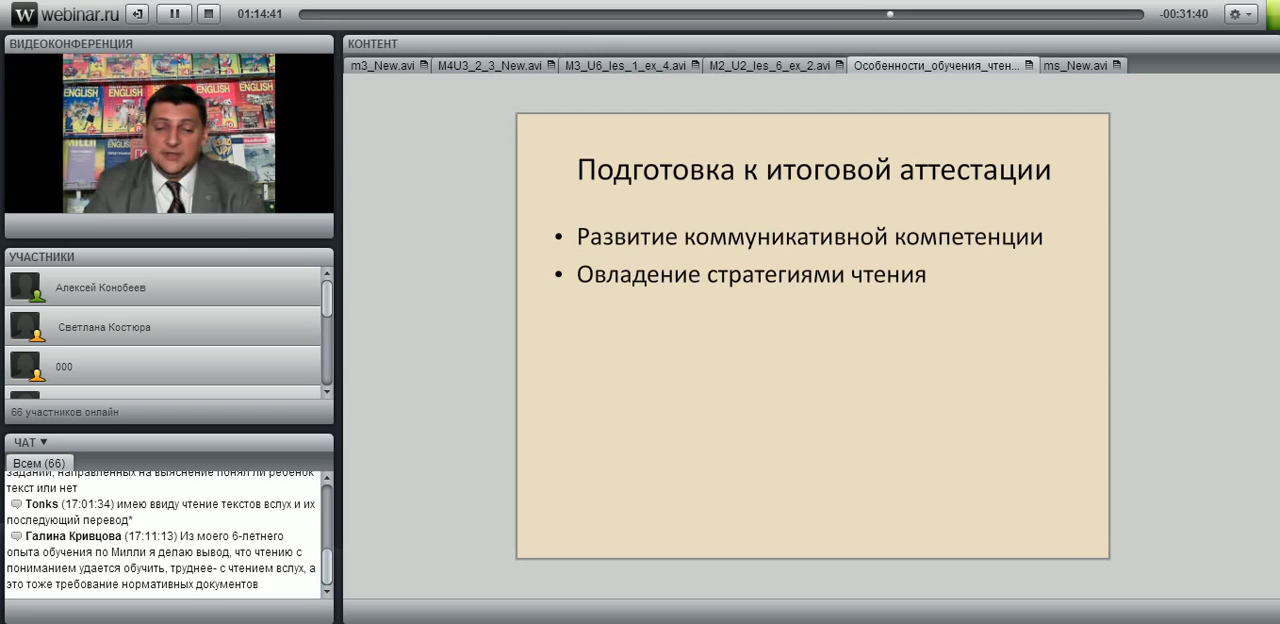 webinar.ru
01:14:41
-00:31:40
ВИДЕОКОНФЕРЕНЦИЯ
ENGLISH
ENGLISH
ENGLISH
УЧАСТНИКИ
Алексей Конобеев
Светлана Костюра
000
66 участников онлайн
ЧАТ
Всем (66)
заданий, направленных на выяснение понял ли ребенок
текст или нет
Tonks (17:01:34) имею ввиду чтение текстов вслух и их
последующий перевод*
Галина Кривцова (17:11:13) Из моего 6-летнего
опыта обучения по Милли я делаю вывод, что чтению с
пониманием удается обучить, труднее- с чтением вслух, а
это тоже требование нормативных документов
КОНТЕНТ
m3_New.avi
M4U3_2_3_New.avi
M3_U6_les_1_ex_4.avi
M2_U2_les_6_ex_2.avi
Особенности_обучения_чтен...
ms_New.avi
Подготовка к итоговой аттестации
• Развитие коммуникативной компетенции
• Овладение стратегиями чтения